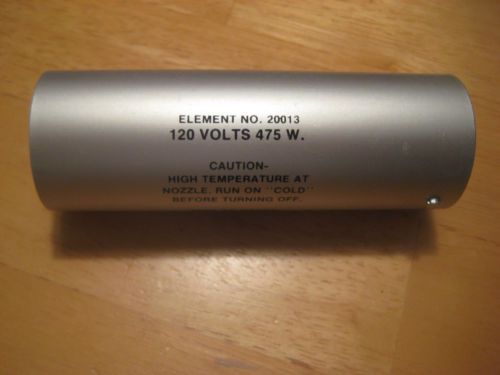 ELEMENT NO. 20013
120 VOLTS 475 W.
CAUTION-
HIGH TEMPERATURE AT
NOZZLE. RUN ON "COLD"
BEFORE TURNING OFF.